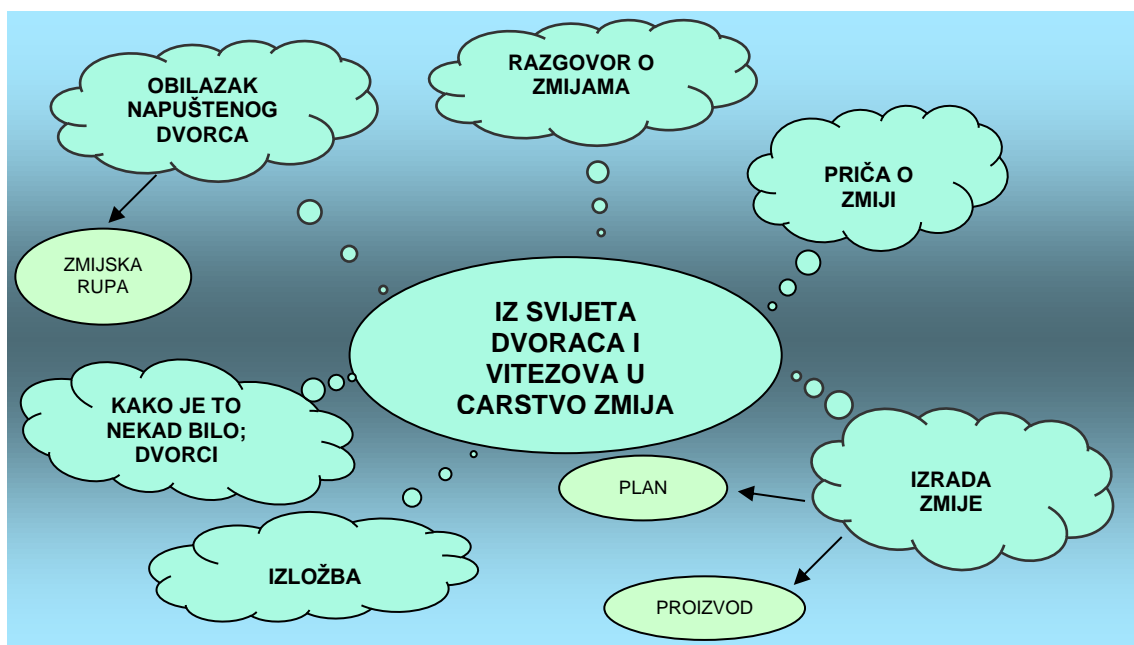 OBILAZAK
NAPUŠTENOG
DVORCA
RAZGOVOR O
ZMIJAMA
PRIČA O
ZMIJI
ZMIJSKA
RUPA
IZ SVIJETA
DVORACA I
VITEZOVA U
CARSTVO ZMIJA
KAKO JE TO
NEKAD BILO;
DVORCI
PLAN
IZRADA
ZMIJE
IZLOŽBA
PROIZVOD